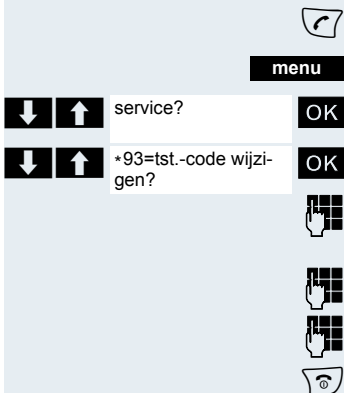 menu
service?
OK
*93=tst.-code wijzi-
gen?
OK